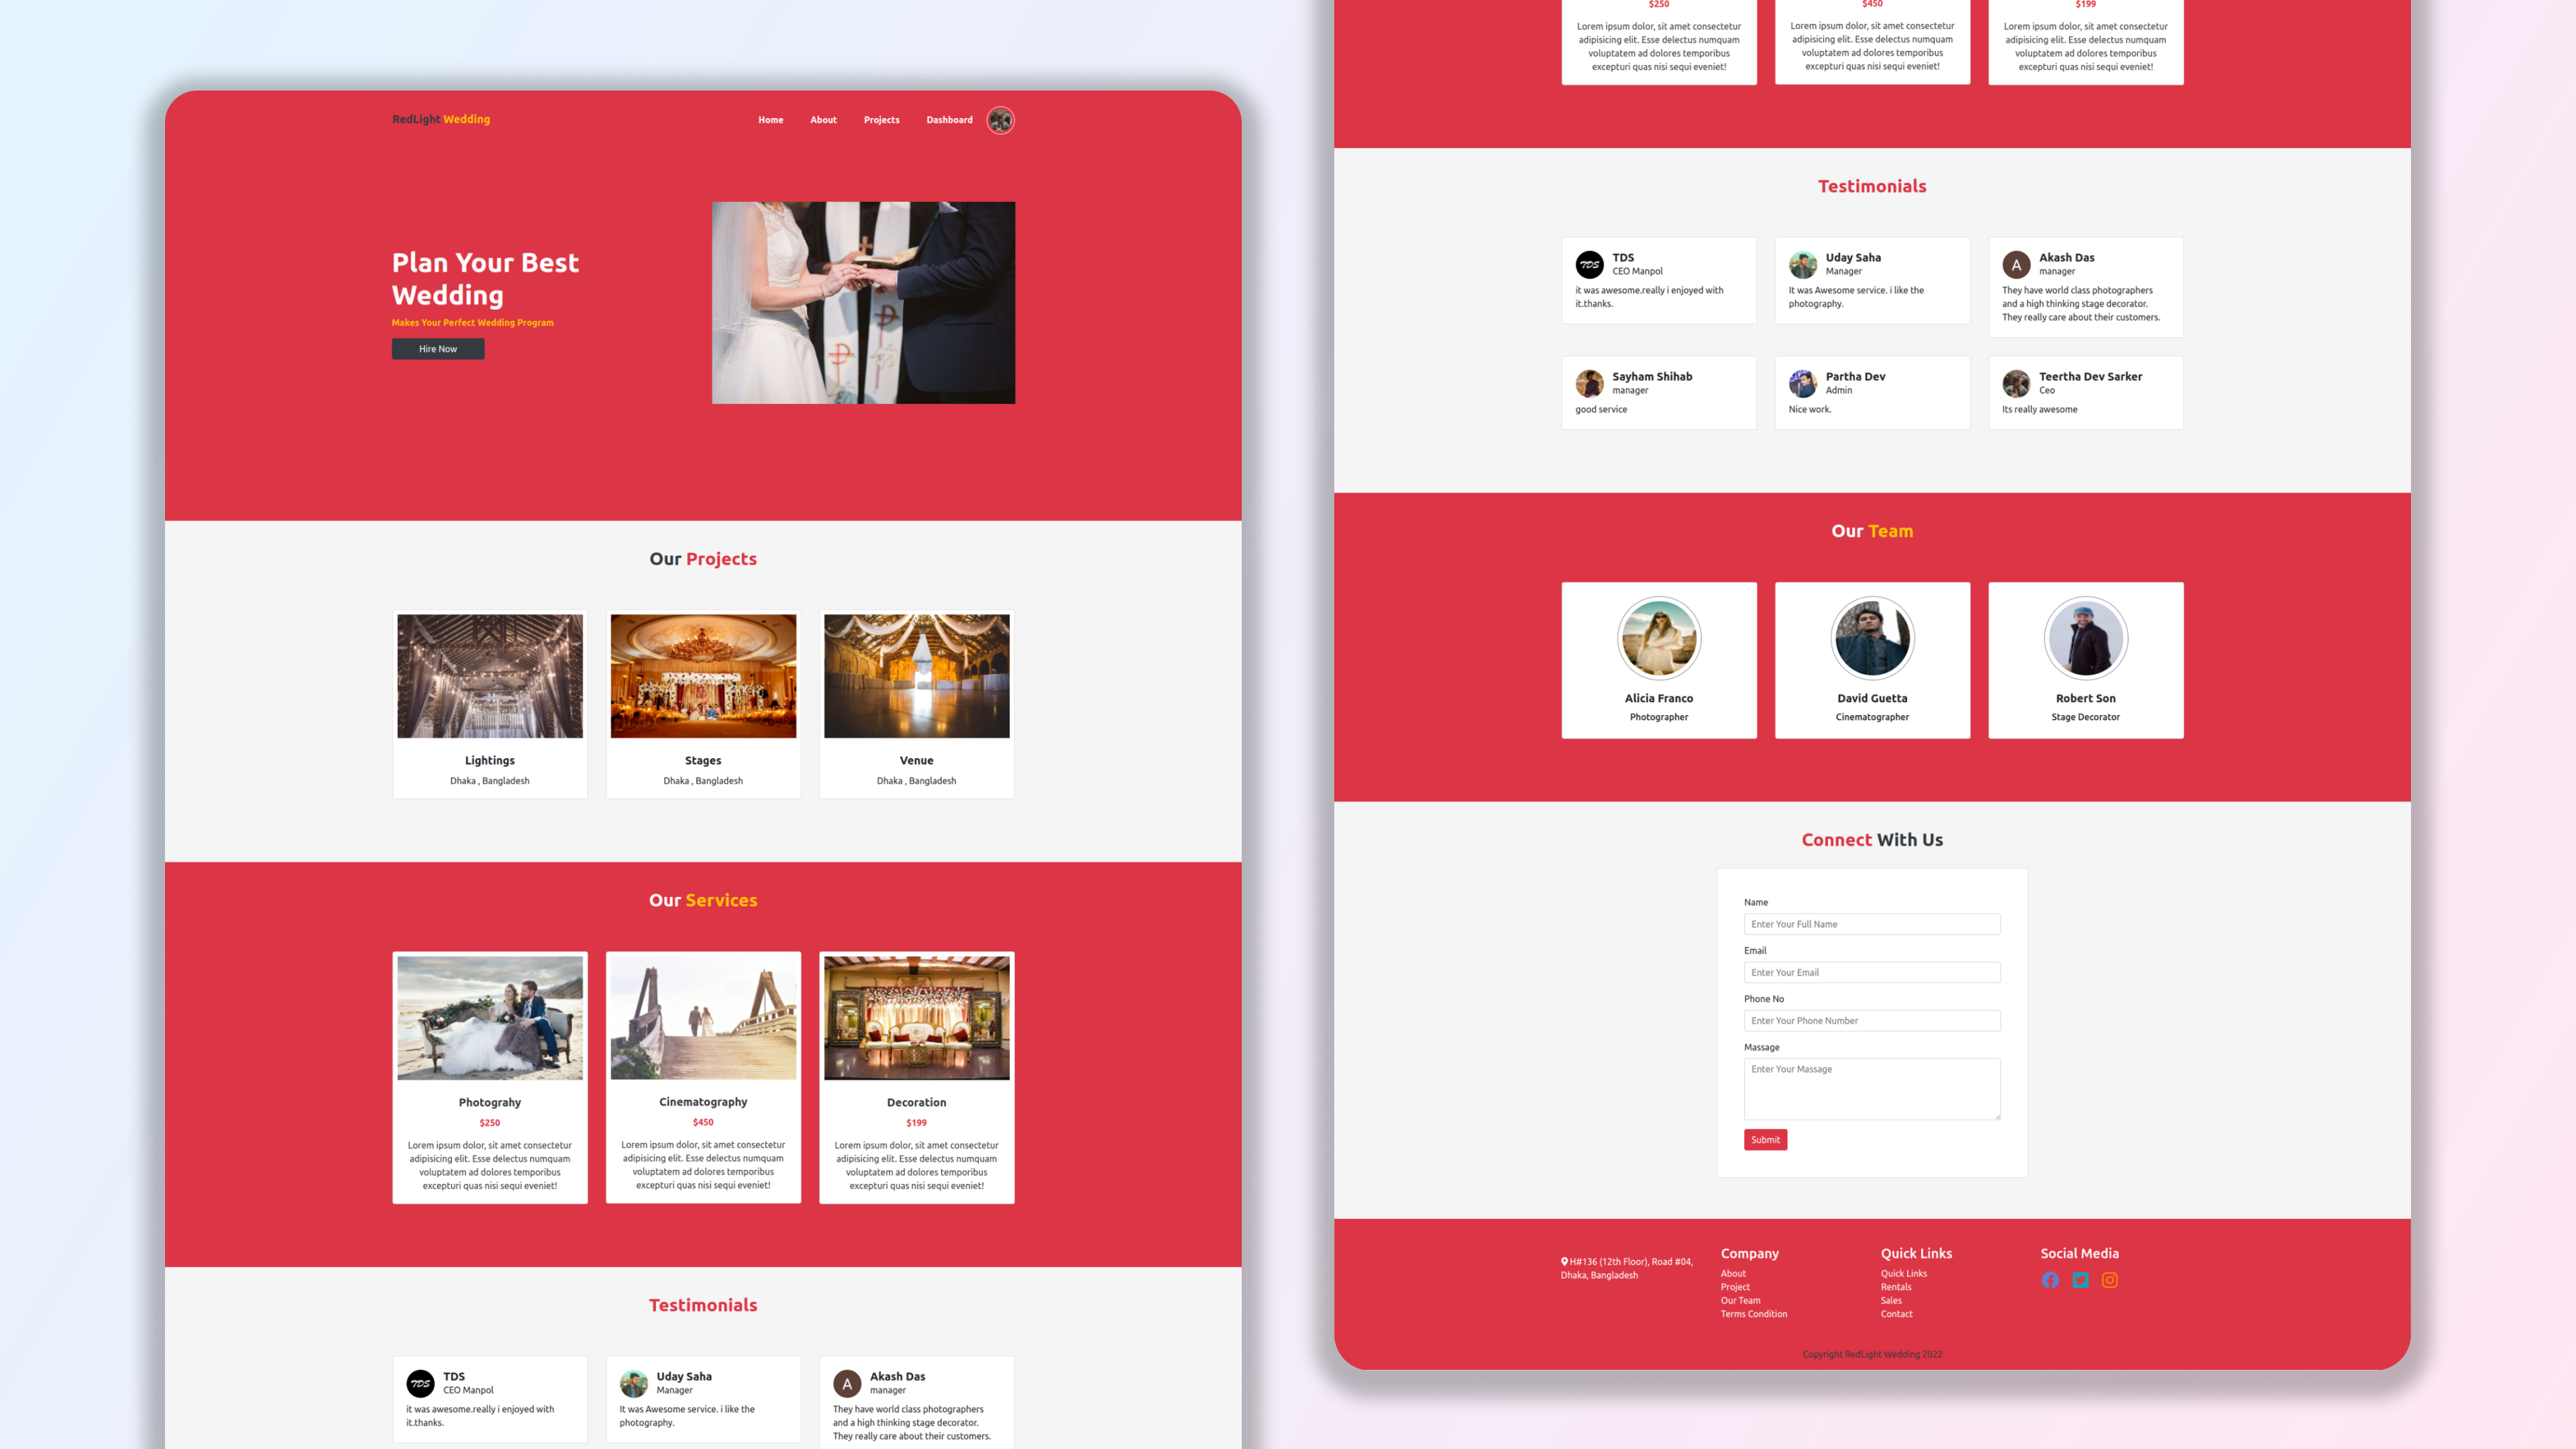 RedLight Wedding
Home About Projects Dashboard
Plan Your Best
Wedding
Makes Your Perfect Wedding Program
Hire Now
Our Projects
Lightings
Dhaka , Bangladesh
Stages
Dhaka , Bangladesh
Venue
Dhaka , Bangladesh
Our Services
Photograhy
$250
Lorem ipsum dolor, sit amet consectetur
adipisicing elit. Esse delectus numquam
voluptatem ad dolores temporibus
excepturi quas nisi sequi eveniet!
Cinematography
$450
Lorem ipsum dolor, sit amet consectetur
adipisicing elit. Esse delectus numquam
voluptatem ad dolores temporibus
excepturi quas nisi sequi eveniet!
Decoration
$199
Lorem ipsum dolor, sit amet consectetur
adipisicing elit. Esse delectus numquam
voluptatem ad dolores temporibus
excepturi quas nisi sequi eveniet!
Testimonials
TDS
TDS
CEO Manpol
it was awesome.really i enjoyed with
it.thanks.
Uday Saha
Manager
It was Awesome service. i like the
photography.
A
Akash Das
manager
They have world class photographers
and a high thinking stage decorator.
They really care about their customers.
$250
Lorem ipsum dolor, sit amet consectetur
adipisicing elit. Esse delectus numquam
voluptatem ad dolores temporibus
excepturi quas nisi sequi eveniet!
$450
Lorem ipsum dolor, sit amet consectetur
adipisicing elit. Esse delectus numquam
voluptatem ad dolores temporibus
excepturi quas nisi sequi eveniet!
$199
Lorem ipsum dolor, sit amet consectetur
adipisicing elit. Esse delectus numquam
voluptatem ad dolores temporibus
excepturi quas nisi sequi eveniet!
Testimonials
TDS
TDS
CEO Manpol
it was awesome.really i enjoyed with
it.thanks.
Uday Saha
Manager
It was Awesome service. i like the
photography.
A
Akash Das
manager
They have world class photographers
and a high thinking stage decorator.
They really care about their customers.
Sayham Shihab
manager
good service
Partha Dev
Admin
Nice work.
Teertha Dev Sarker
Ceo
Its really awesome
Our Team
Alicia Franco
Photographer
David Guetta
Cinematographer
Robert Son
Stage Decorator
Connect With Us
Name
Enter Your Full Name
Email
Enter Your Email
Phone No
Enter Your Phone Number
Massage
Enter Your Massage
Submit
H#136 (12th Floor), Road #04,
Dhaka, Bangladesh
Company
About
Project
Our Team
Terms Condition
Quick Links
Quick Links
Rentals
Sales
Contact
Social Media
Copyright RedLight Wedding 2022